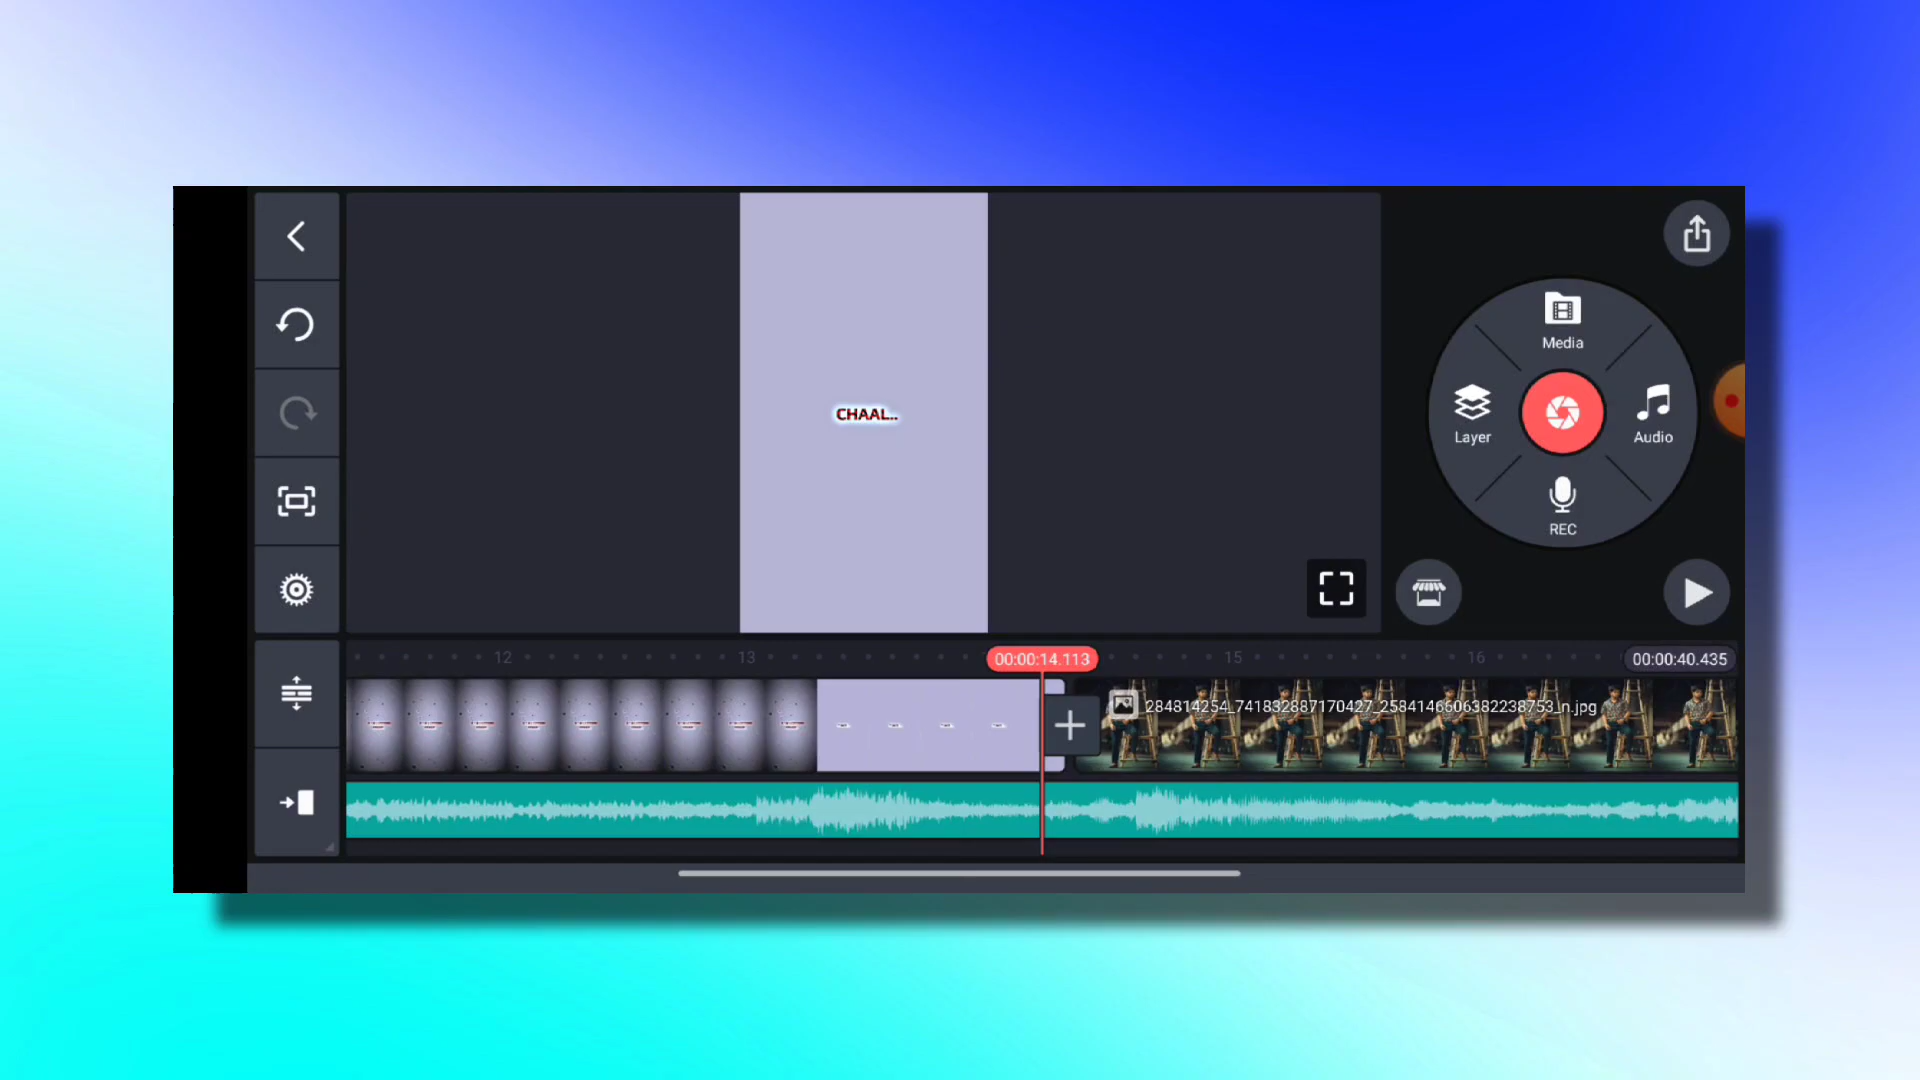 Media
CHAAL..
Layer
Audio
REC
12
13
00:00:14.113
15
16
00:00:40.435
284814254_741832887170427_2584146606382238753_n.jpg